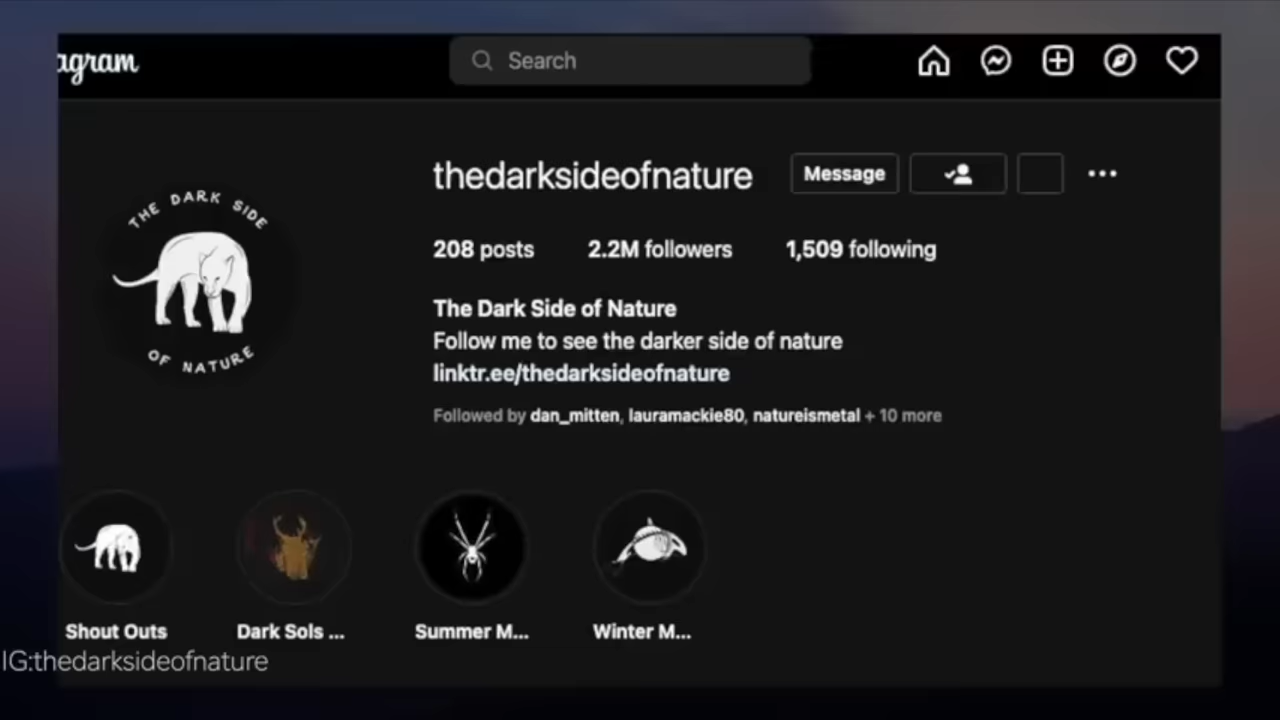 agram
Search
thedarksideofnature
Message
208 posts
2.2M followers
1,509 following
THE DARK SIDE
OF NATURE
The Dark Side of Nature
Follow me to see the darker side of nature
linktr.ee/thedarksideofnature
Followed by dan_mitten, lauramackie80, natureismetal + 10 more
Shout Outs
Dark Sols ...
Summer M...
Winter M...
IG:thedarksideofnature